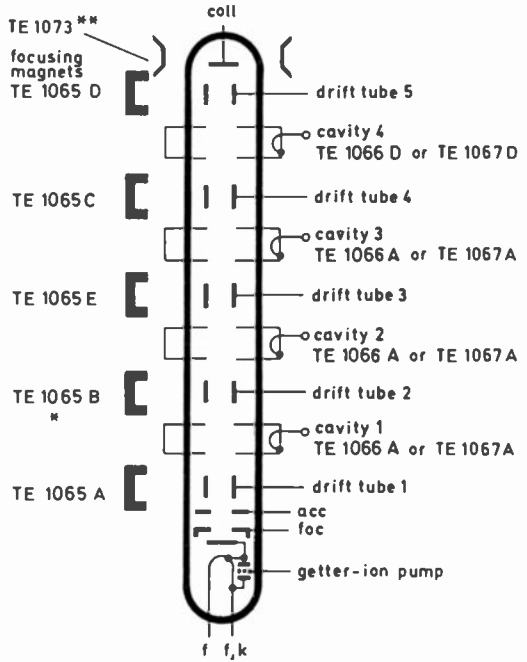 coll
TE 1073**
focusing
magnets
TE 1065 D
drift tube 5
cavity 4
TE 1066 D or TE 1067 D
TE 1065 C
drift tube 4
cavity 3
TE 1066 A or TE 1067 A
TE 1065 E
drift tube 3
cavity 2
TE 1066 A or TE 1067 A
TE 1065 B
*
drift tube 2
cavity 1
TE 1066 A or TE 1067 A
TE 1065 A
drift tube 1
acc
foc
getter-ion pump
f f,k